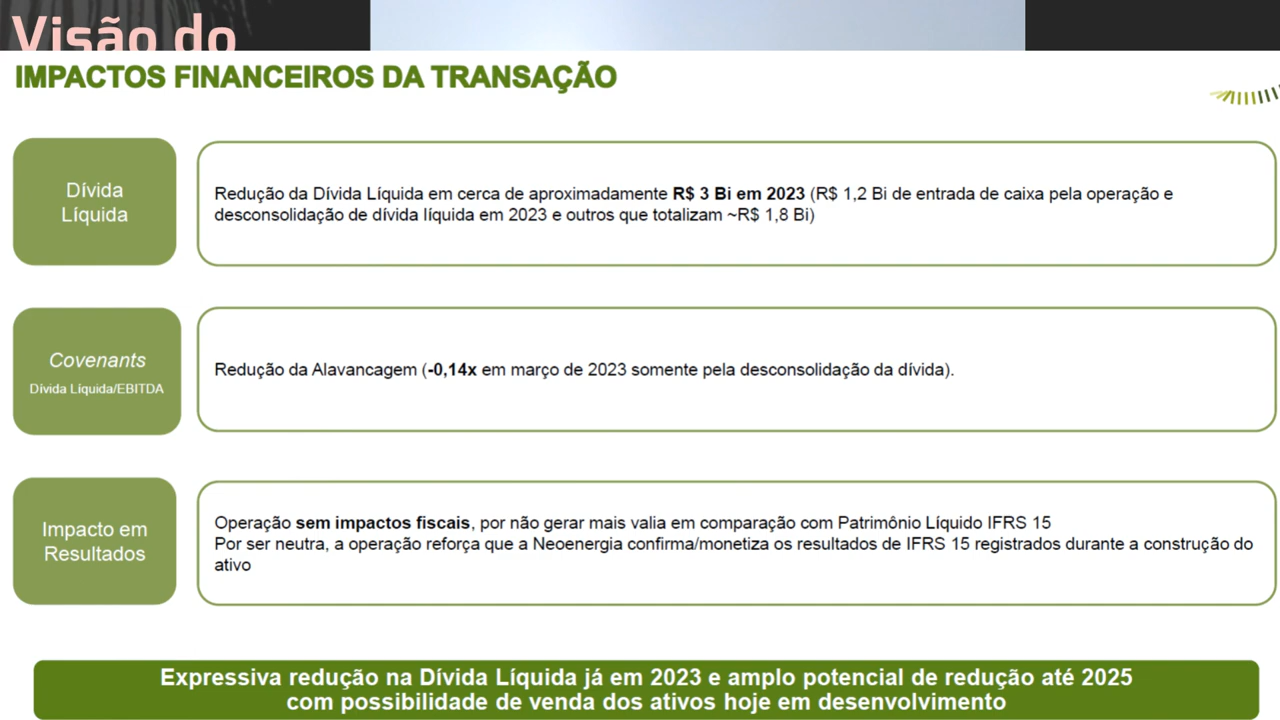 Visão do
IMPACTOS FINANCEIROS DA TRANSAÇÃO
Dívida
Líquida
Redução da Dívida Líquida em cerca de aproximadamente R$ 3 Bi em 2023 (R$ 1,2 Bi de entrada de caixa pela operação e
desconsolidação de dívida líquida em 2023 e outros que totalizam ~R$ 1,8 Bi)
Covenants
Dívida Líquida/EBITDA
Redução da Alavancagem (-0,14x em março de 2023 somente pela desconsolidação da dívida).
Impacto em
Resultados
Operação sem impactos fiscais, por não gerar mais valia em comparação com Patrimônio Líquido IFRS 15
Por ser neutra, a operação reforça que a Neoenergia confirma/monetiza os resultados de IFRS 15 registrados durante a construção do
ativo
Expressiva redução na Dívida Líquida já em 2023 e amplo potencial de redução até 2025
com possibilidade de venda dos ativos hoje em desenvolvimento